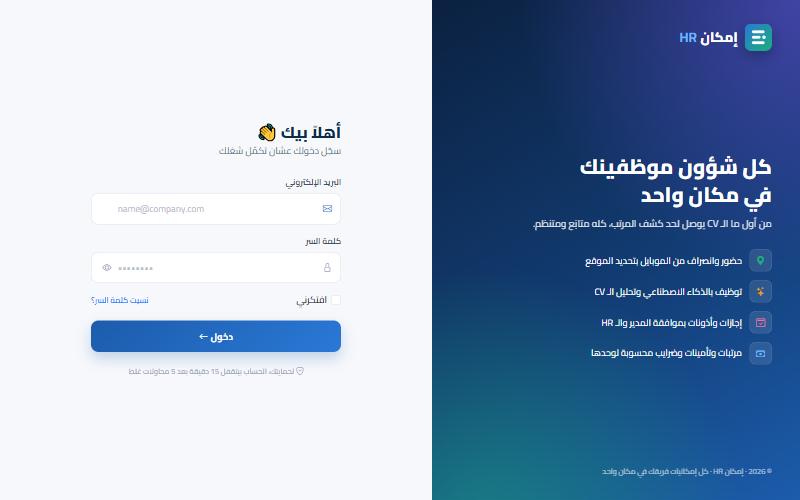 إمكان HR
كل شؤون موظفينك
في مكان واحد
من أول ما الـ CV يوصل لحد كشف المرتب، كله متابَع ومتنظم.
حضور وانصراف من الموبايل بتحديد الموقع
توظيف بالذكاء الاصطناعي وتحليل الـ CV
إجازات وأذونات بموافقة المدير والـ HR
مرتبات وتأمينات وضرايب محسوبة لوحدها
© 2026 · إمكان HR · كل إمكانيات فريقك في مكان واحد
أهلاً بيك 👋
سجّل دخولك عشان تكمّل شغلك
البريد الإلكتروني
name@company.com
كلمة السر
••••••••
افتكرني
نسيت كلمة السر؟
دخول ←
لحمايتك، الحساب بيتقفل 15 دقيقة بعد 5 محاولات غلط